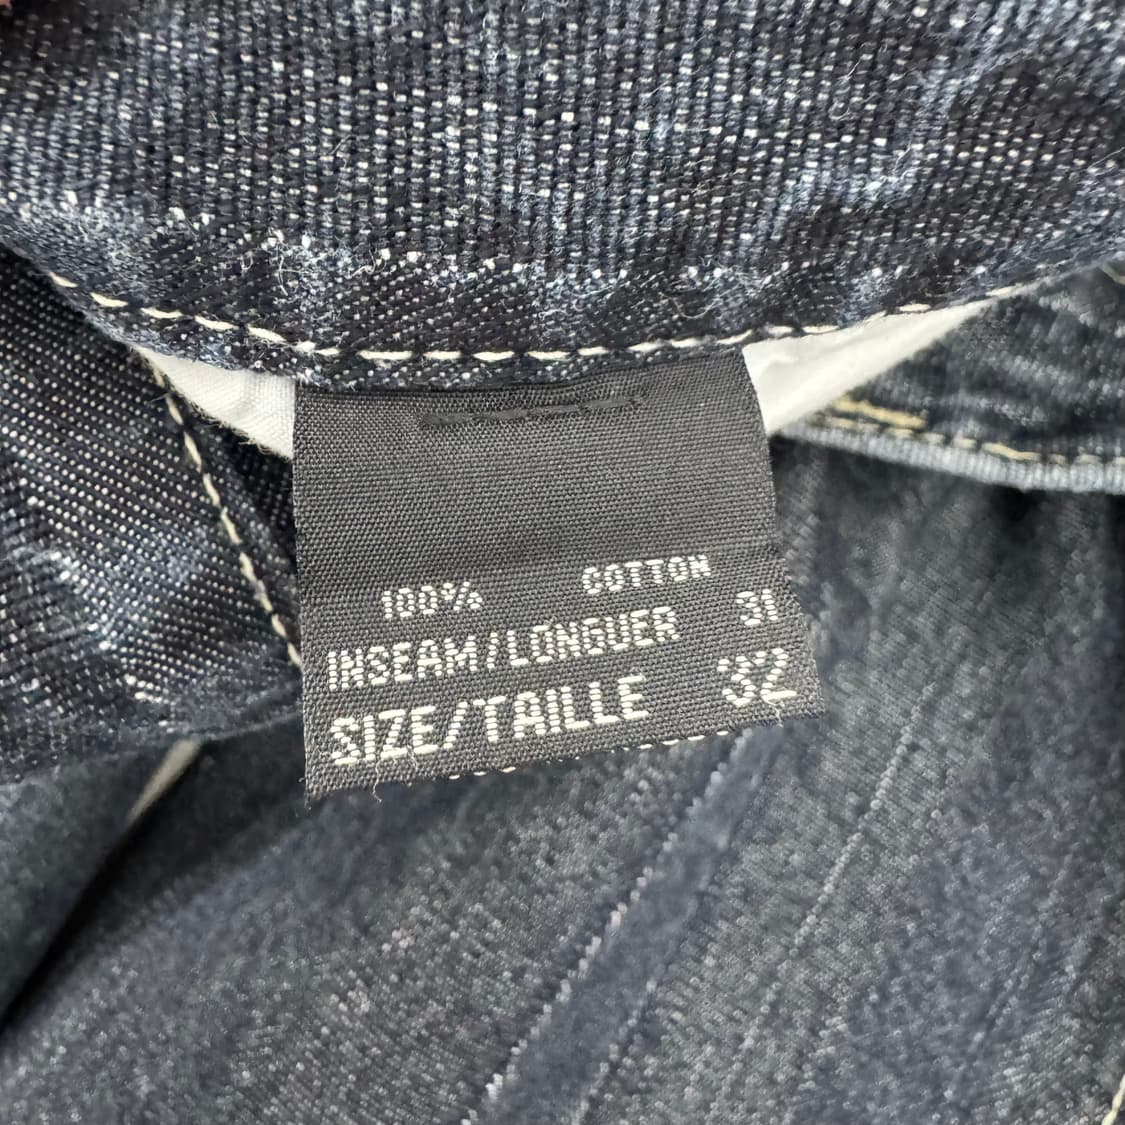 100% COTTON
INSEAM/LONGUER 31
SIZE/TAILLE 32